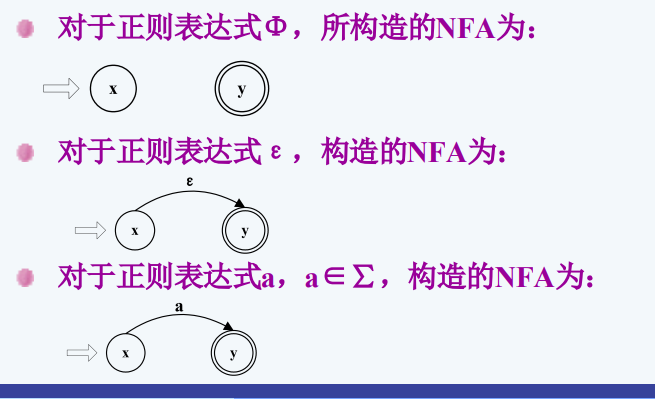 对于正则表达式Φ，所构造的NFA为：
x y
对于正则表达式 ε ，构造的NFA为：
ε
x y
对于正则表达式a，a∈∑，构造的NFA为：
a
x y